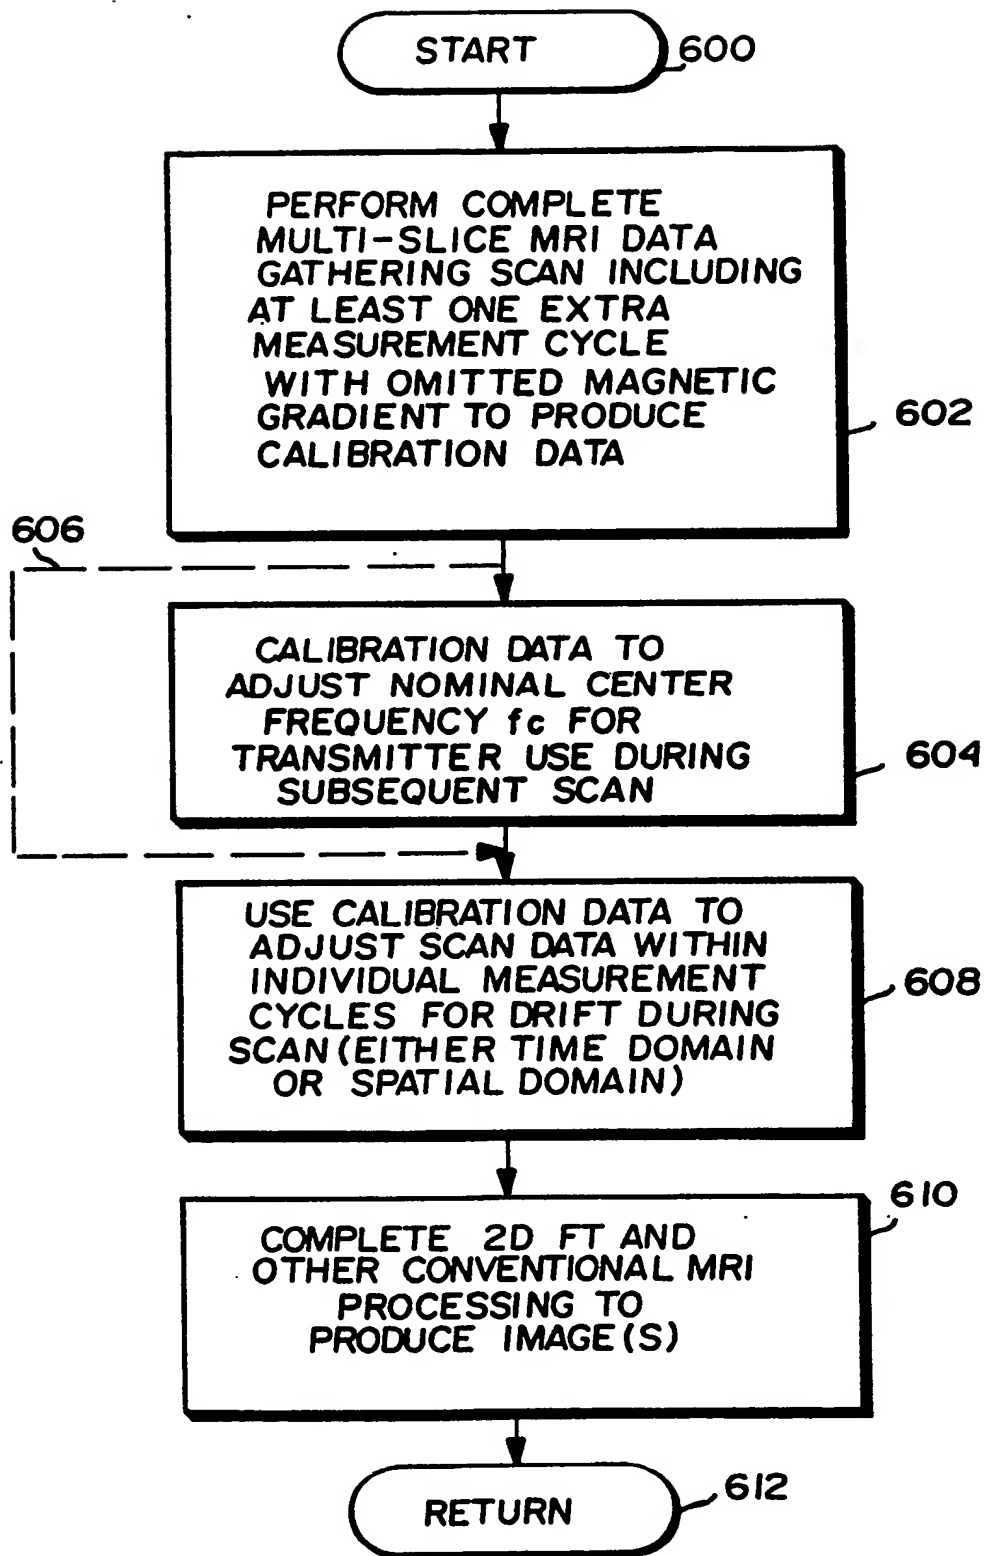 START
600
PERFORM COMPLETE
MULTI-SLICE MRI DATA
GATHERING SCAN INCLUDING
AT LEAST ONE EXTRA
MEASUREMENT CYCLE
WITH OMITTED MAGNETIC
GRADIENT TO PRODUCE
CALIBRATION DATA
602
606
CALIBRATION DATA TO
ADJUST NOMINAL CENTER
FREQUENCY fc FOR
TRANSMITTER USE DURING
SUBSEQUENT SCAN
604
USE CALIBRATION DATA TO
ADJUST SCAN DATA WITHIN
INDIVIDUAL MEASUREMENT
CYCLES FOR DRIFT DURING
SCAN (EITHER TIME DOMAIN
OR SPATIAL DOMAIN)
608
COMPLETE 2D FT AND
OTHER CONVENTIONAL MRI
PROCESSING TO
PRODUCE IMAGE(S)
610
RETURN
612